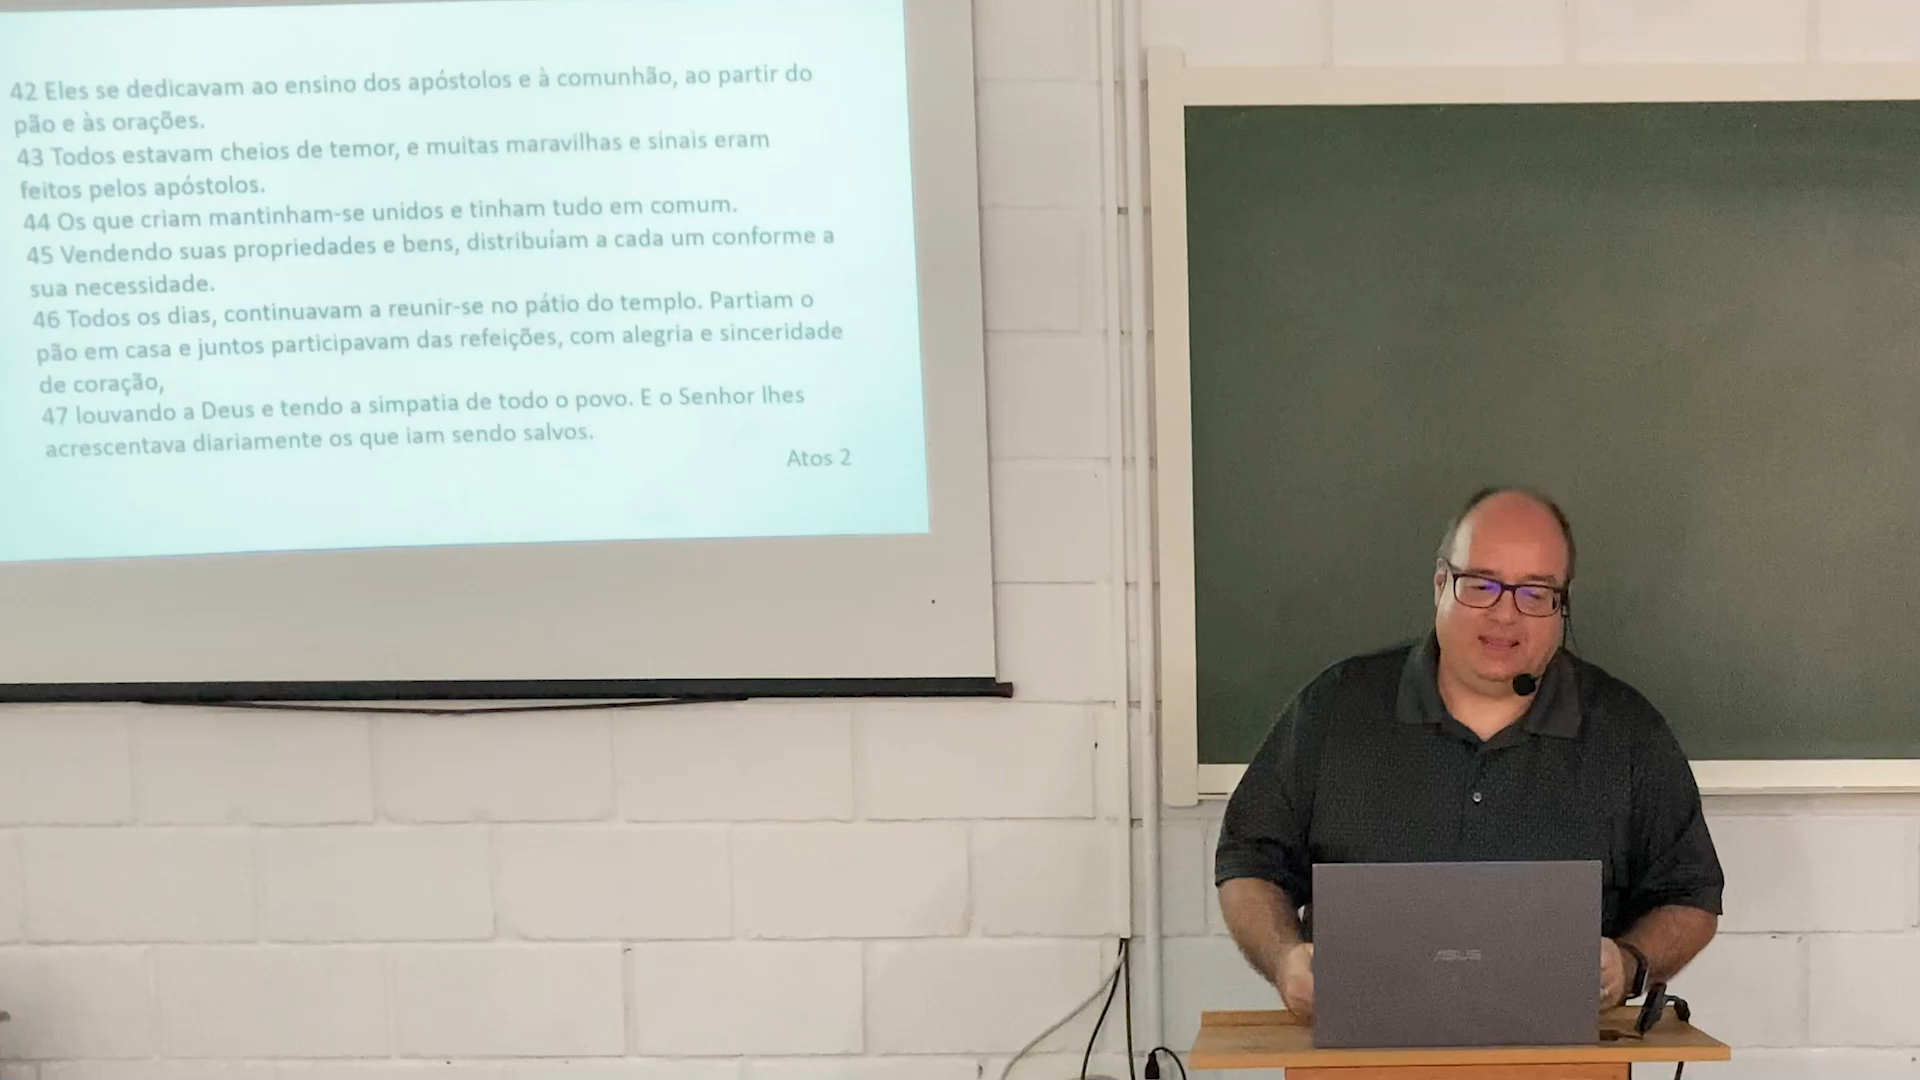 42 Eles se dedicavam ao ensino dos apóstolos e à comunhão, ao partir do
pão e às orações.
43 Todos estavam cheios de temor, e muitas maravilhas e sinais eram
feitos pelos apóstolos.
44 Os que criam mantinham-se unidos e tinham tudo em comum.
45 Vendendo suas propriedades e bens, distribuíam a cada um conforme a
sua necessidade.
46 Todos os dias, continuavam a reunir-se no pátio do templo. Partiam o
pão em casa e juntos participavam das refeições, com alegria e sinceridade
de coração,
47 louvando a Deus e tendo a simpatia de todo o povo. E o Senhor lhes
acrescentava diariamente os que iam sendo salvos.
Atos 2
ASUS